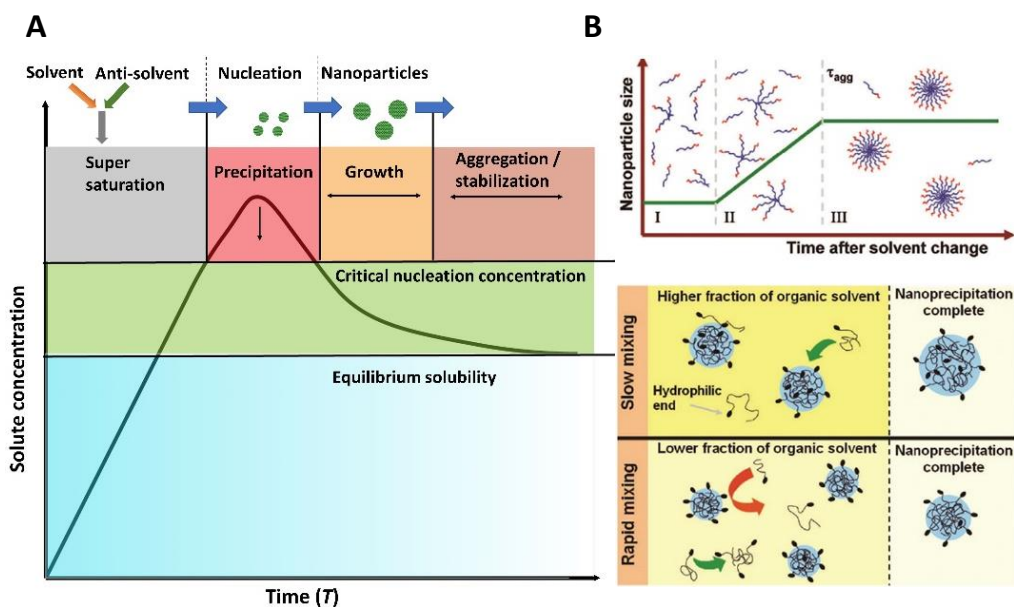 A
Solvent
Anti-solvent
Nucleation
Nanoparticles
Super
saturation
Precipitation
Growth
Aggregation /
stabilization
Critical nucleation concentration
Equilibrium solubility
Solute concentration
Time (T)
B
Nanoparticle size
τagg
I
II
III
Time after solvent change
Slow mixing
Higher fraction of organic solvent
Hydrophilic
end
Nanoprecipitation
complete
Rapid mixing
Lower fraction of organic solvent
Nanoprecipitation
complete